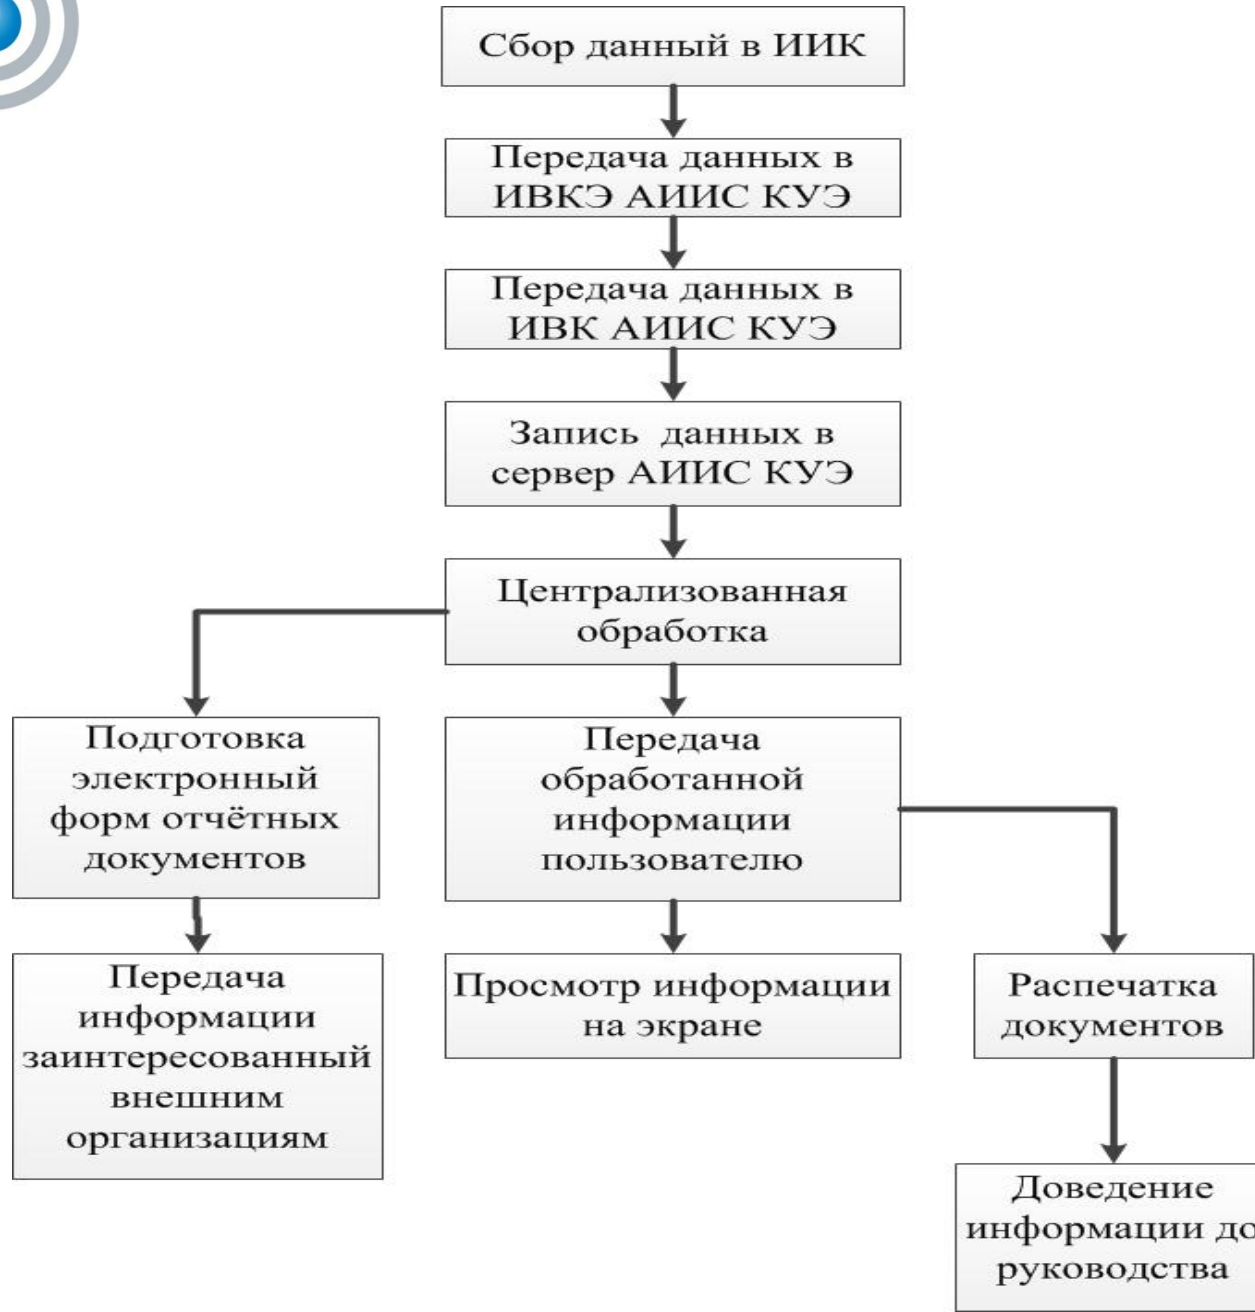 Сбор данный в ИИК
Передача данных в
ИВКЭ АИИС КУЭ
Передача данных в
ИВК АИИС КУЭ
Запись данных в
сервер АИИС КУЭ
Централизованная
обработка
Подготовка
электронный
форм отчётных
документов
Передача
обработанной
информации
пользователю
Передача
информации
заинтересованный
внешним
организациям
Просмотр информации
на экране
Распечатка
документов
Доведение
информации до
руководства